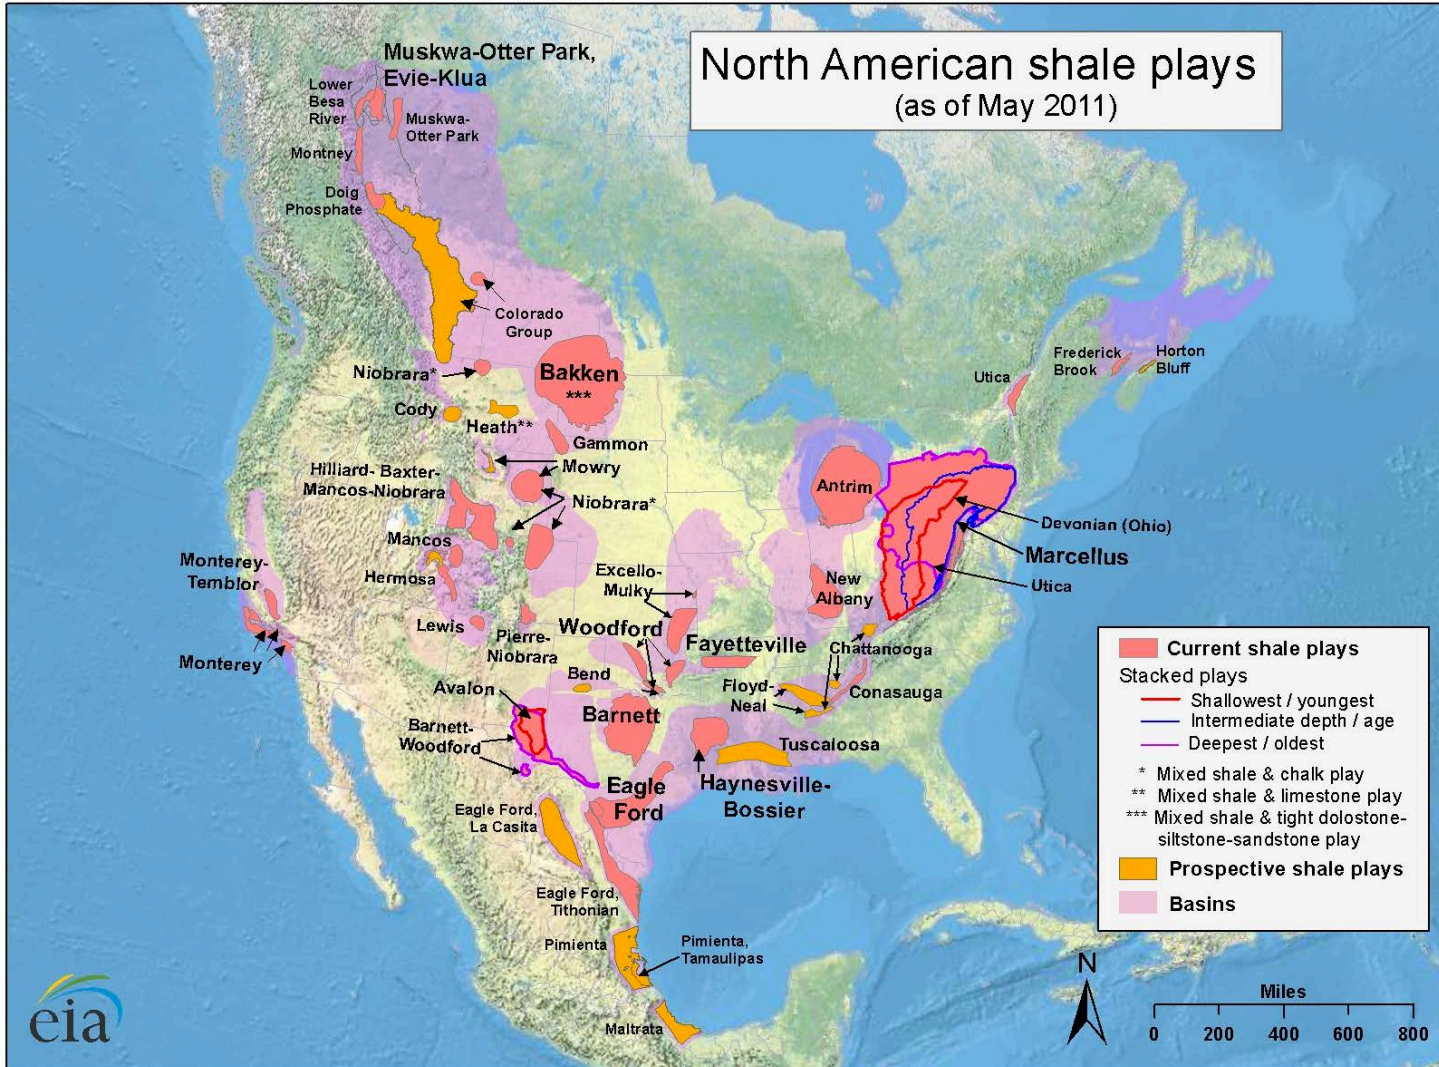 North American shale plays
(as of May 2011)
Muskwa-Otter Park,
Evie-Klua
Lower
Besa
River
Muskwa-
Otter Park
Montney
Doig
Phosphate
Colorado
Group
Niobrara*
Bakken
***
Cody
Heath**
Gammon
Mowry
Hilliard- Baxter-
Mancos-Niobrara
Niobrara*
Mancos
Hermosa
Monterey-
Temblor
Monterey
Lewis
Pierre-
Niobrara
Excello-
Mulky
Woodford
Fayetteville
Bend
Avalon
Barnett-
Woodford
Barnett
Eagle
Ford
Haynesville-
Bossier
Tuscaloosa
Floyd-
Neal
Chattanooga
Conasauga
New
Albany
Antrim
Devonian (Ohio)
Marcellus
Utica
Utica
Frederick
Brook
Horton
Bluff
Eagle Ford,
La Casita
Eagle Ford,
Tithonian
Pimienta
Pimienta,
Tamaulipas
Maltrata
Current shale plays
Stacked plays
Shallowest / youngest
Intermediate depth / age
Deepest / oldest
* Mixed shale & chalk play
** Mixed shale & limestone play
*** Mixed shale & tight dolostone-
siltstone-sandstone play
Prospective shale plays
Basins
N
Miles
0 200 400 600 800
eia